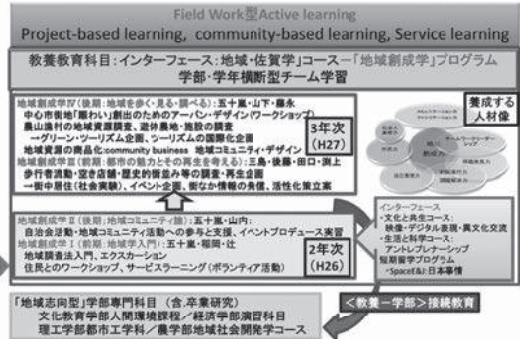 Field Work型Active learning
Project-based learning, community-based learning, Service learning
教養教育科目:インターフェース:地域・佐賀学」コース－「地域創成学」プログラム
学部・学年横断型チーム学習
地域創成学Ⅳ(後期:地域を歩く・見る・調べる):五十嵐・山下・藤永
中心市街地「賑わい」創出のためのアーバン・デザイン(ワークショップ)
農山漁村の地域資源調査、遊休農地・施設の調査
→グリーン・ツーリズム企画、ツーリズムの国際化企画
地域資源の商品化:community business 地域コミュニティ・デザイン
地域創成学Ⅲ(前期:都市の魅力とその再生を考える):三島・後藤・田口・渕上
歩行者流動・空き店舗・歴史的街並み等の調査・再生企画
→街中居住(社会実験)、イベント企画、街なか情報の発信、活性化策立案
3年次
(H27)
地域創成学Ⅱ(後期:地域コミュニティ論):五十嵐・山内:
自治会活動・地域コミュニティ活動への参与と支援、イベントプロデュース実習
地域創成学Ⅰ(前期:地域学入門):五十嵐・稲岡・辻
地域調査法入門、エクスカーション
住民とのワークショップ、サービスラーニング(ボランティア活動)
2年次
(H26)
養成する
人材像
インターフェース
・文化と共生コース:
映像・デジタル表現・異文化交流
・生活と科学コース:
アントレプレナーシップ
短期留学プログラム
・SpaceE&J:日本事情
＜教養－学部＞接続教育
「地域志向型」学部専門科目 (含.卒業研究)
文化教育学部人間環境課程／経済学部演習科目
理工学部都市工学科／農学部地域社会開発学コース